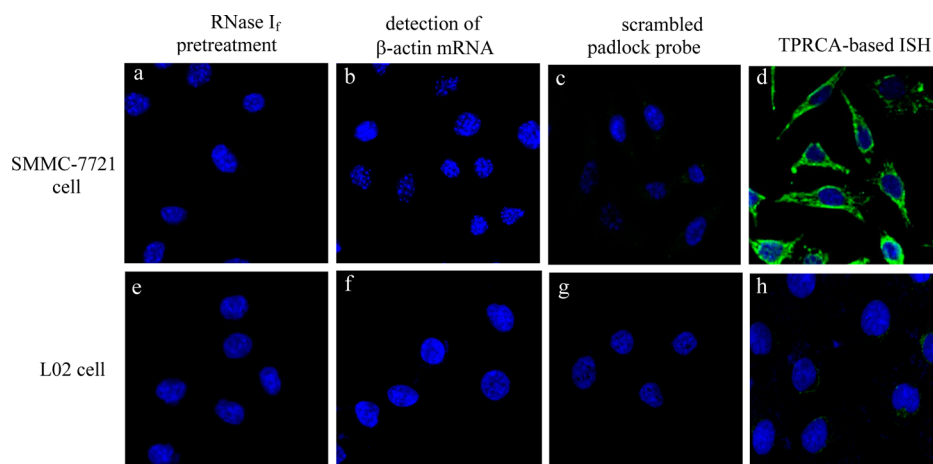 RNase If
pretreatment
detection of
β-actin mRNA
scrambled
padlock probe
TPRCA-based ISH
a
b
c
d
SMMC-7721
cell
e
f
g
h
L02 cell